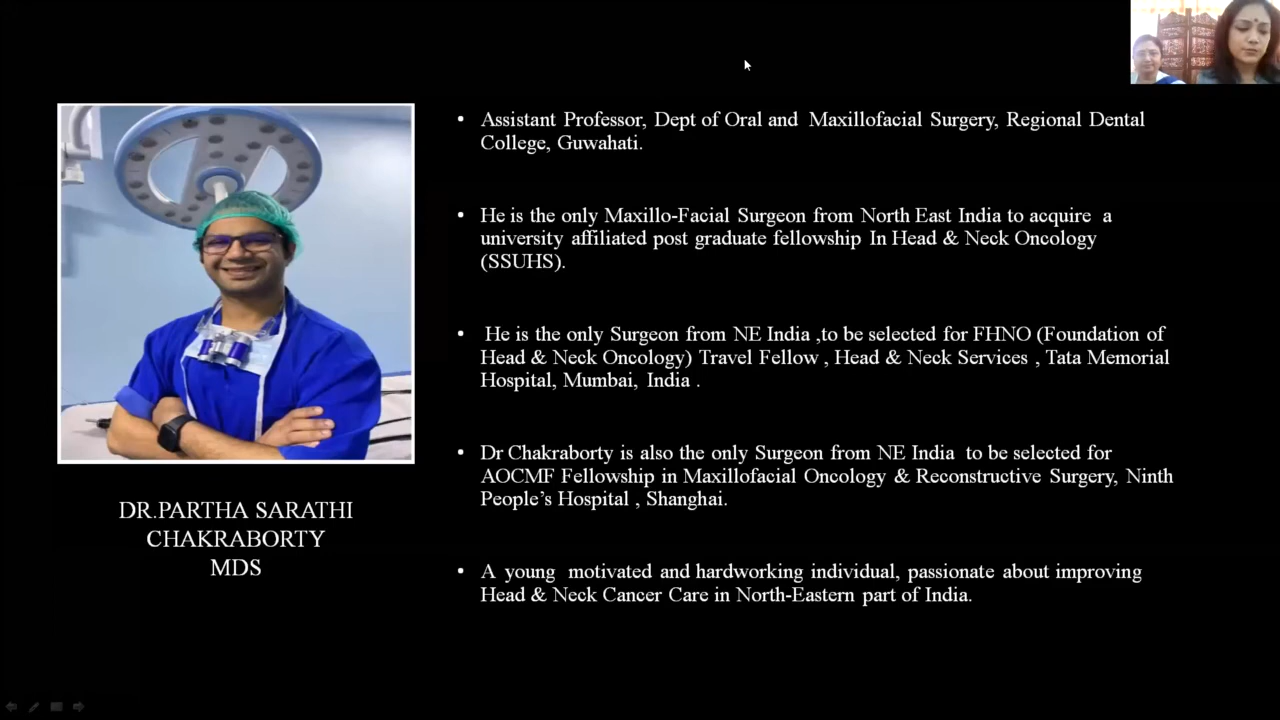 • Assistant Professor, Dept of Oral and Maxillofacial Surgery, Regional Dental
College, Guwahati.
• He is the only Maxillo-Facial Surgeon from North East India to acquire a
university affiliated post graduate fellowship In Head & Neck Oncology
(SSUHS).
• He is the only Surgeon from NE India ,to be selected for FHNO (Foundation of
Head & Neck Oncology) Travel Fellow , Head & Neck Services , Tata Memorial
Hospital, Mumbai, India .
• Dr Chakraborty is also the only Surgeon from NE India to be selected for
AOCMF Fellowship in Maxillofacial Oncology & Reconstructive Surgery, Ninth
People’s Hospital , Shanghai.
• A young motivated and hardworking individual, passionate about improving
Head & Neck Cancer Care in North-Eastern part of India.
DR.PARTHA SARATHI
CHAKRABORTY
MDS